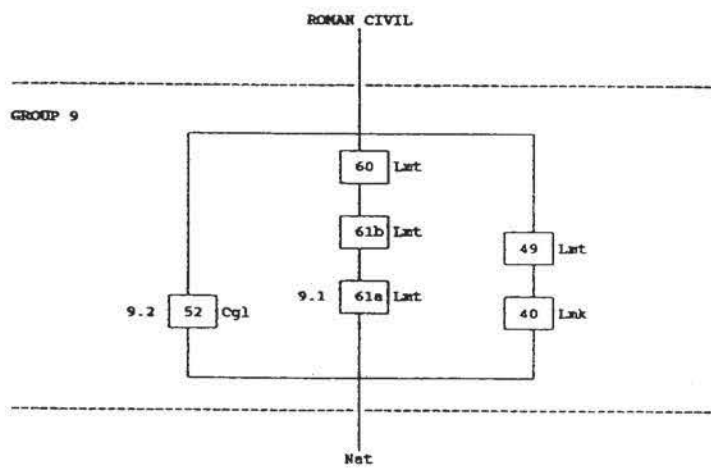 ROMAN CIVIL
GROUP 9
60 Lmt
61b Lmt
49 Lmt
9.2 52 Cgl
9.1 61a Lmt
40 Lmk
Nat